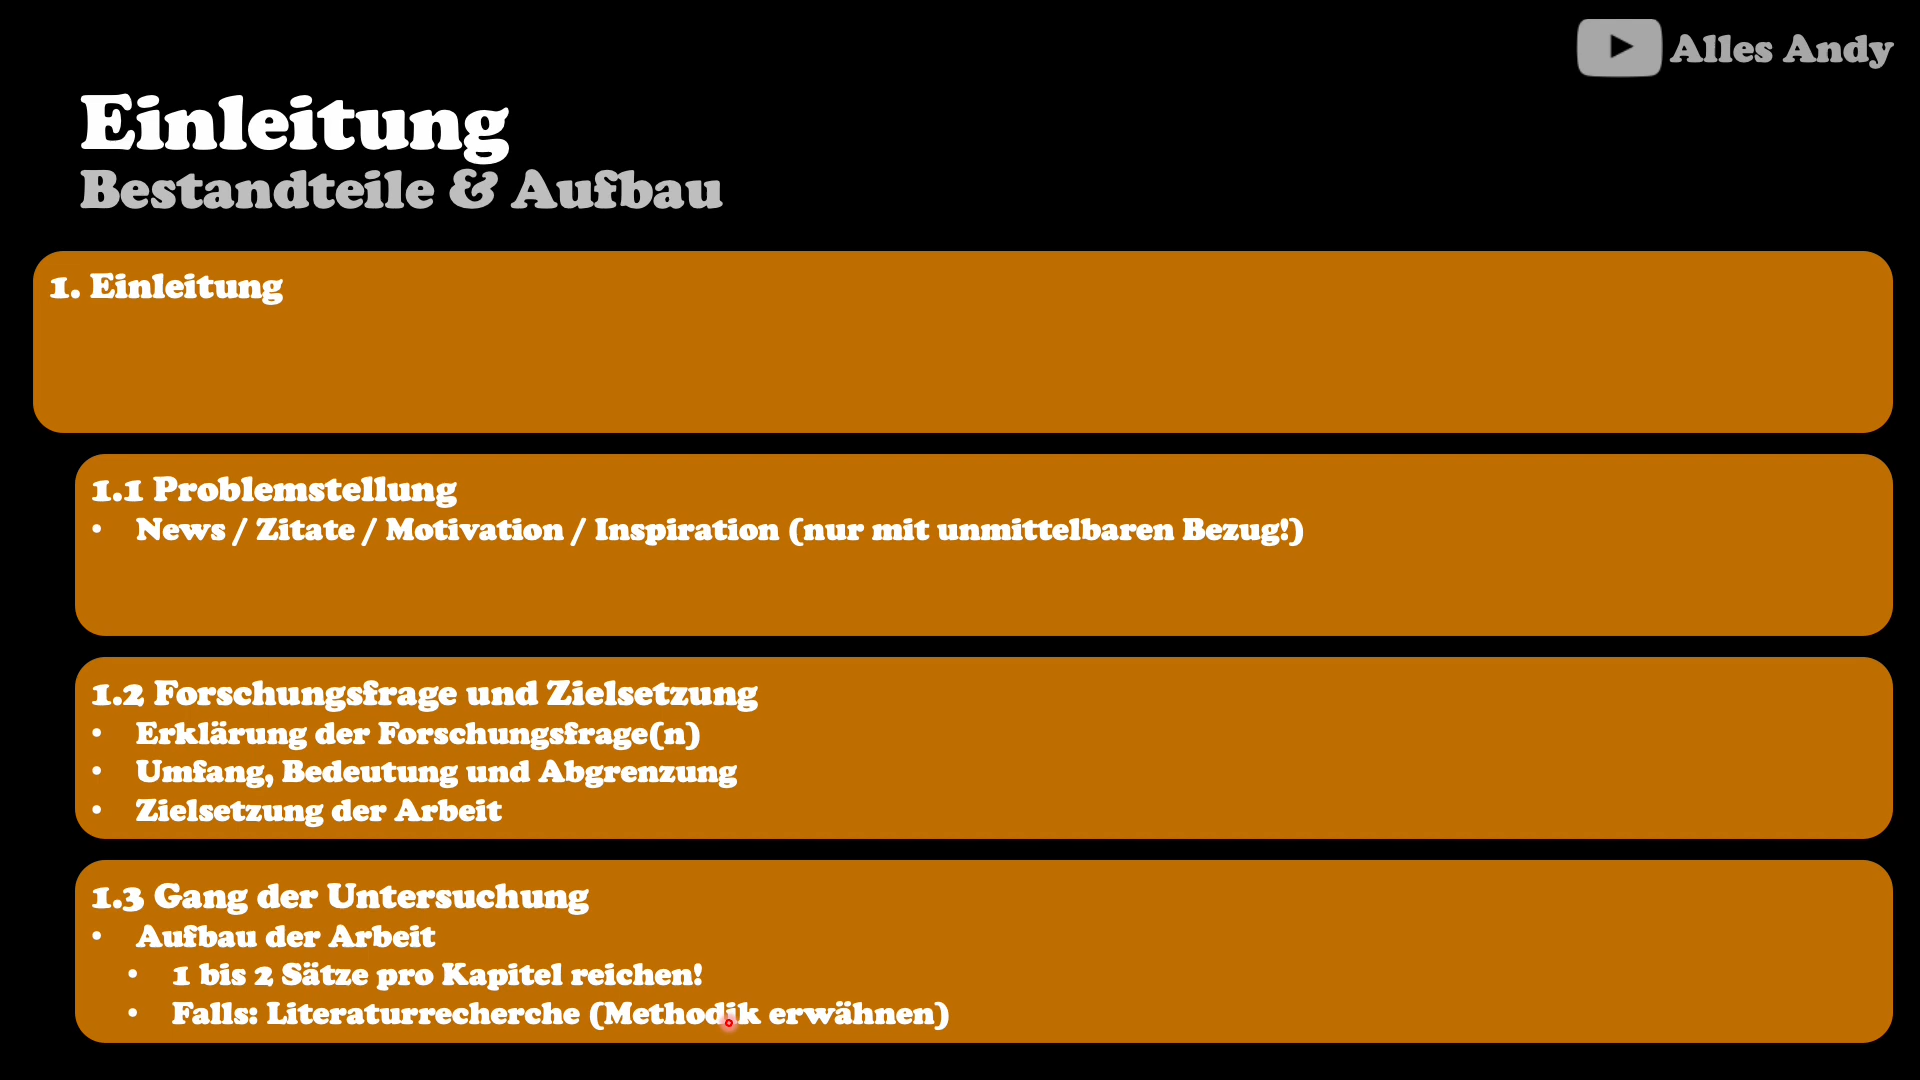 Alles Andy
Einleitung
Bestandteile & Aufbau
1. Einleitung
1.1 Problemstellung
• News / Zitate / Motivation / Inspiration (nur mit unmittelbaren Bezug!)
1.2 Forschungsfrage und Zielsetzung
• Erklärung der Forschungsfrage(n)
• Umfang, Bedeutung und Abgrenzung
• Zielsetzung der Arbeit
1.3 Gang der Untersuchung
• Aufbau der Arbeit
• 1 bis 2 Sätze pro Kapitel reichen!
• Falls: Literaturrecherche (Methodik erwähnen)